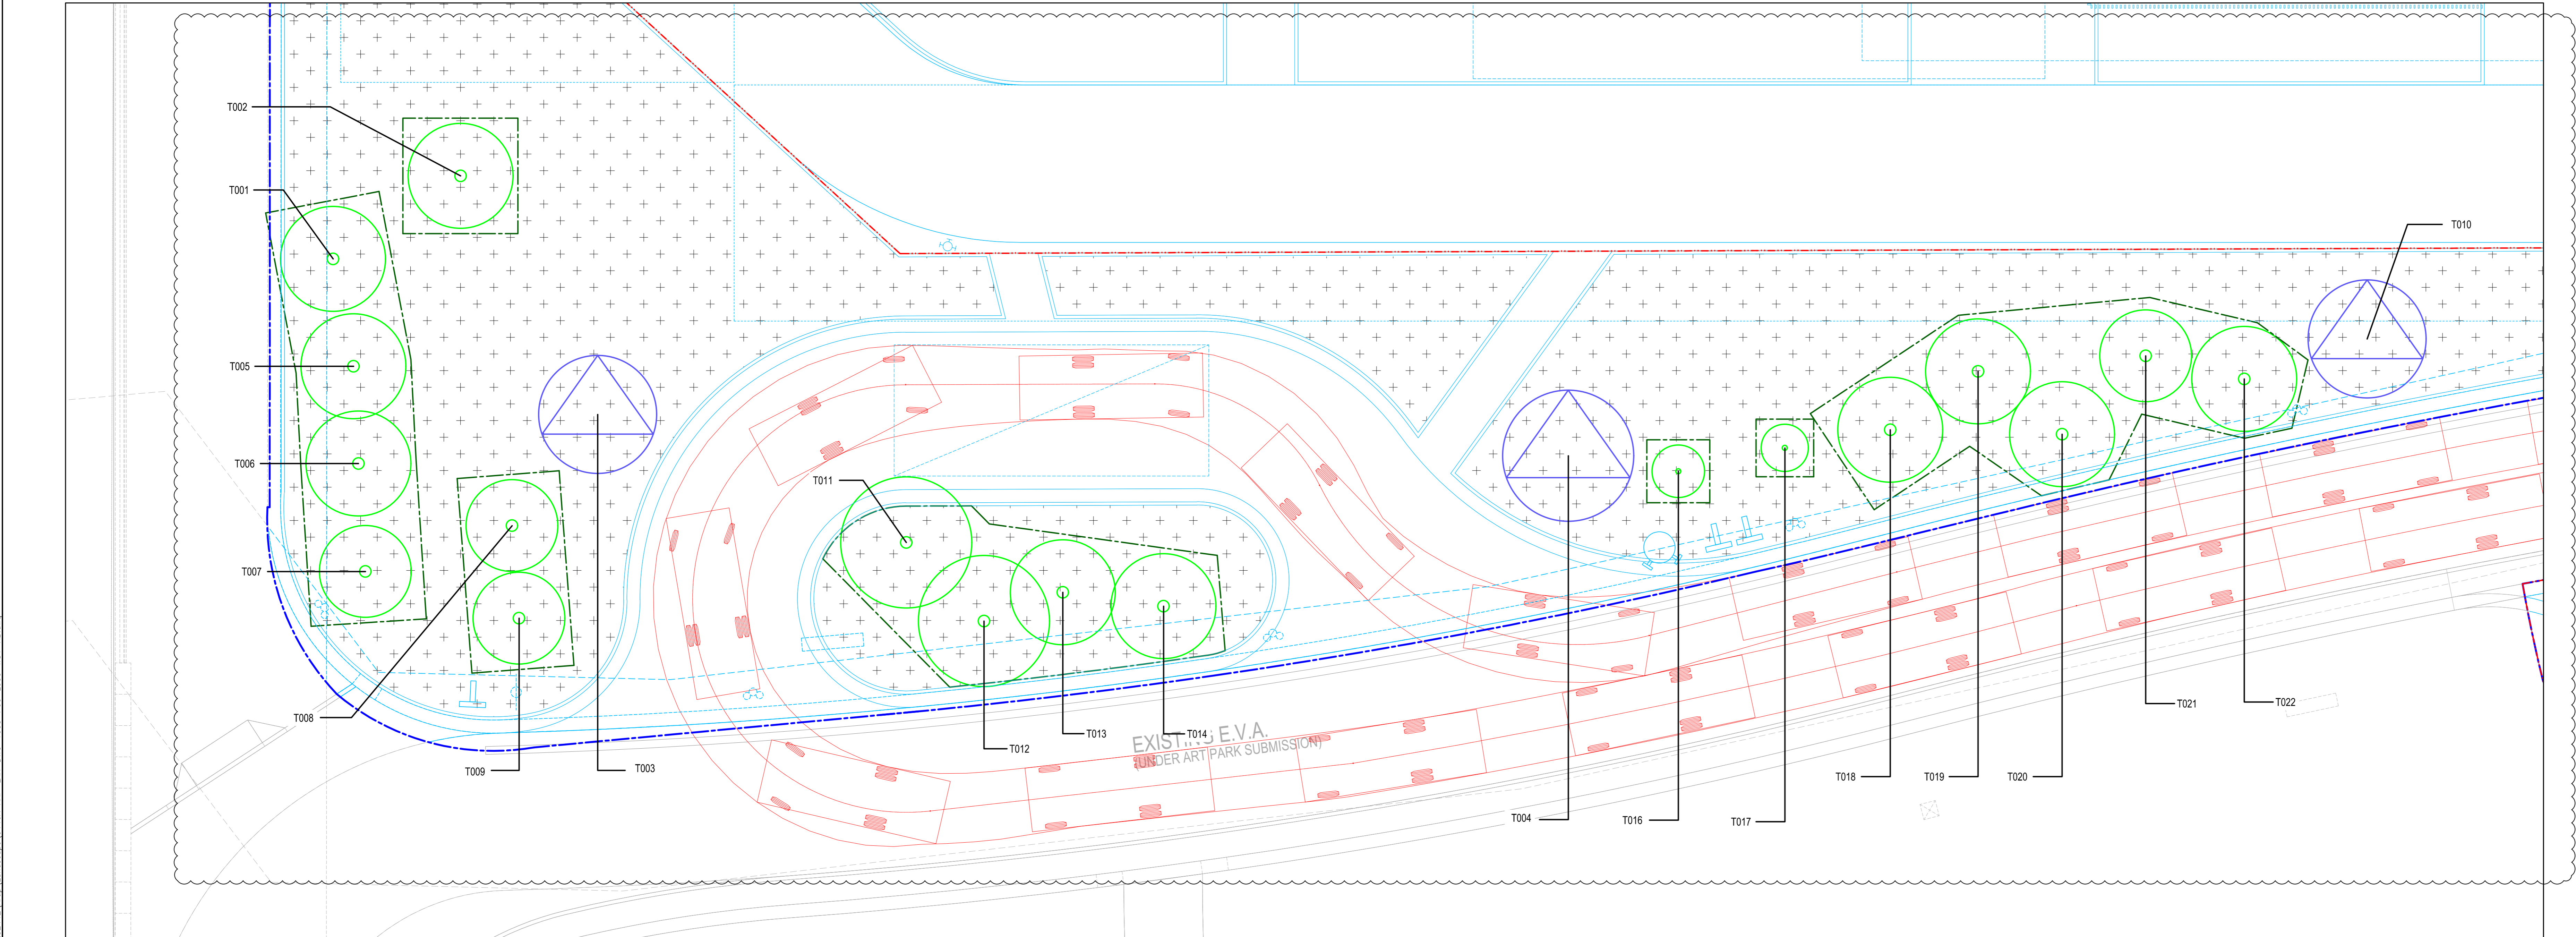 T002
T001
T010
T005
T006
T011
T007
T008
T009
T003
T012
T013
T014
EXISTING E.V.A.
(UNDER ART PARK SUBMISSION)
T004
T016
T017
T018
T019
T020
T021
T022